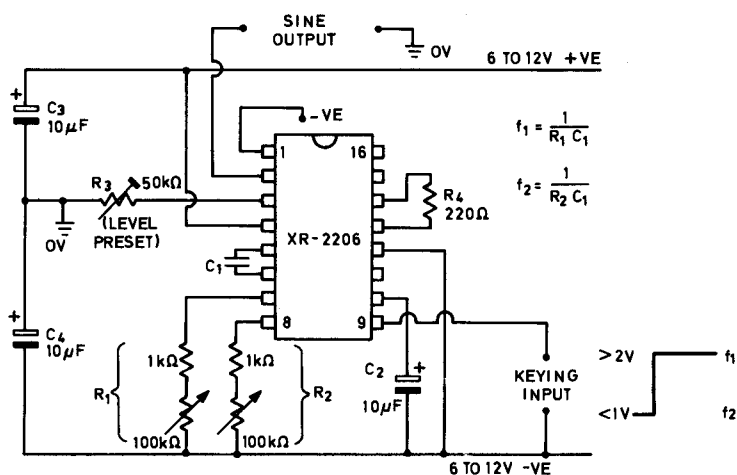 SINE
OUTPUT
0V
6 TO 12V +VE
+
C3
10µF
-VE
f1 = 1/R1 C1
f2 = 1/R2 C1
1
16
R3
50kΩ
(LEVEL
PRESET)
0V
R4
220Ω
XR-2206
C1
8
9
+
C4
10µF
1kΩ
1kΩ
R1
R2
100kΩ
100kΩ
C2
+
10µF
KEYING
INPUT
>2V
f1
<1V
f2
6 TO 12V -VE